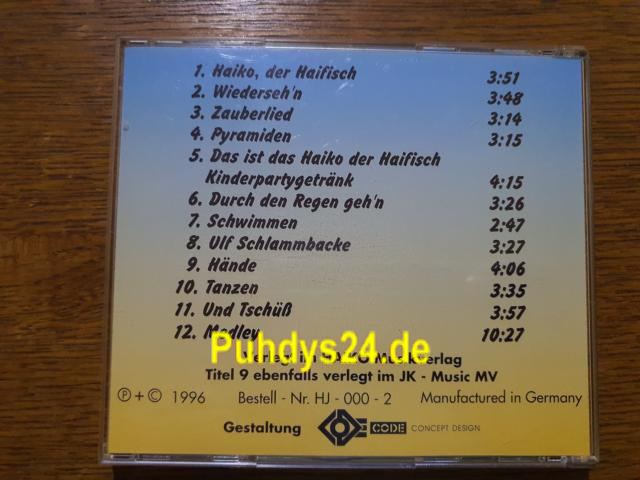 1. Haiko, der Haifisch 3:51
2. Wiederseh'n 3:48
3. Zauberlied 3:14
4. Pyramiden 3:15
5. Das ist das Haiko der Haifisch
Kinderpartygetränk 4:15
6. Durch den Regen geh'n 3:26
7. Schwimmen 2:47
8. Ulf Schlammbacke 3:27
9. Hände 4:06
10. Tanzen 3:35
11. Und Tschüß 3:57
12. Medley 10:27
Puhdys24.de
Verlegt im Musikverlag
Titel 9 ebenfalls verlegt im JK - Music MV
℗ + © 1996 Bestell - Nr. HJ - 000 - 2 Manufactured in Germany
Gestaltung CODE CONCEPT DESIGN